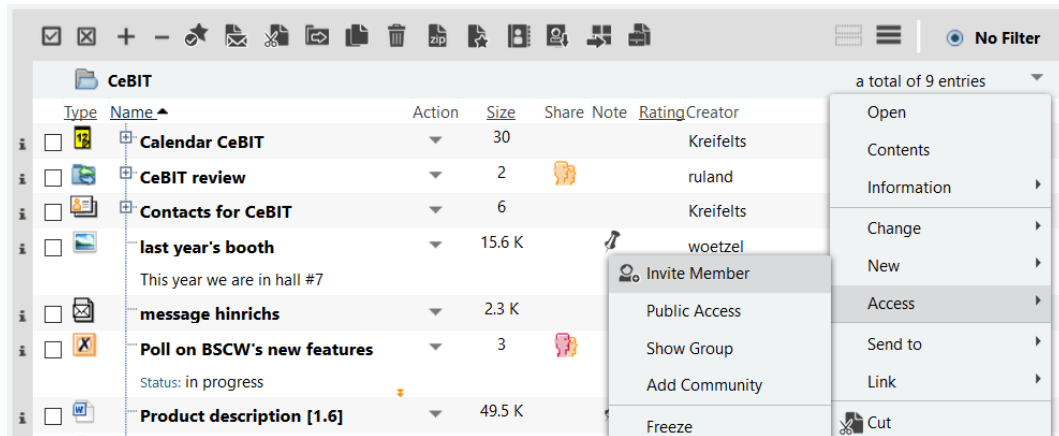 No Filter
CeBIT a total of 9 entries
Type Name Action Size Share Note Rating Creator
Calendar CeBIT 30 Kreifelts
CeBIT review 2 ruland
Contacts for CeBIT 6 Kreifelts
last year's booth 15.6 K woetzel
This year we are in hall #7
message hinrichs 2.3 K
Poll on BSCW's new features 3
Status: in progress
Product description [1.6] 49.5 K
Open
Contents
Information
Change
New
Access
Send to
Link
Cut
Invite Member
Public Access
Show Group
Add Community
Freeze